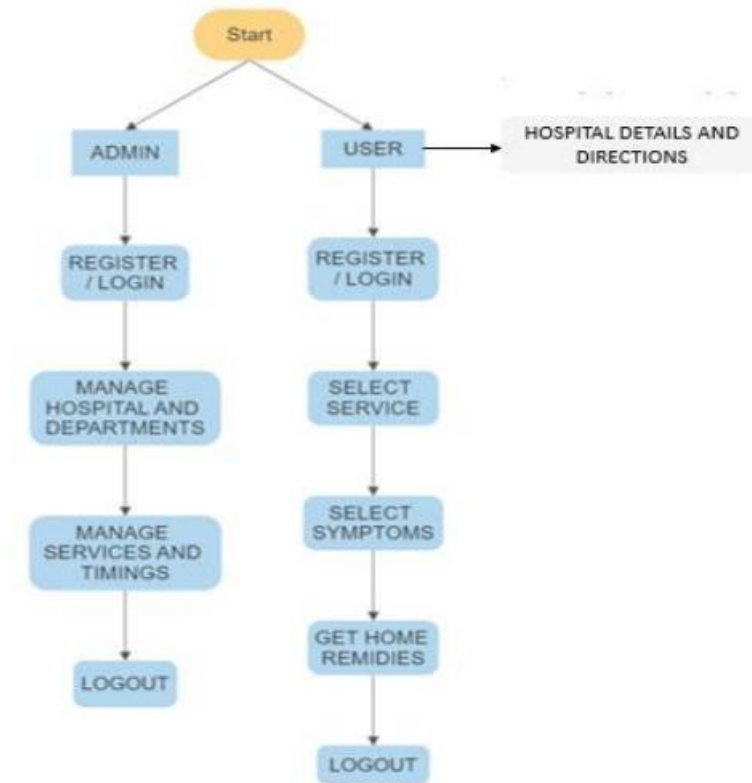 Start
ADMIN
USER
HOSPITAL DETAILS AND
DIRECTIONS
REGISTER
/ LOGIN
REGISTER
/ LOGIN
MANAGE
HOSPITAL AND
DEPARTMENTS
SELECT
SERVICE
MANAGE
SERVICES AND
TIMINGS
SELECT
SYMPTOMS
GET HOME
REMIDIES
LOGOUT
LOGOUT